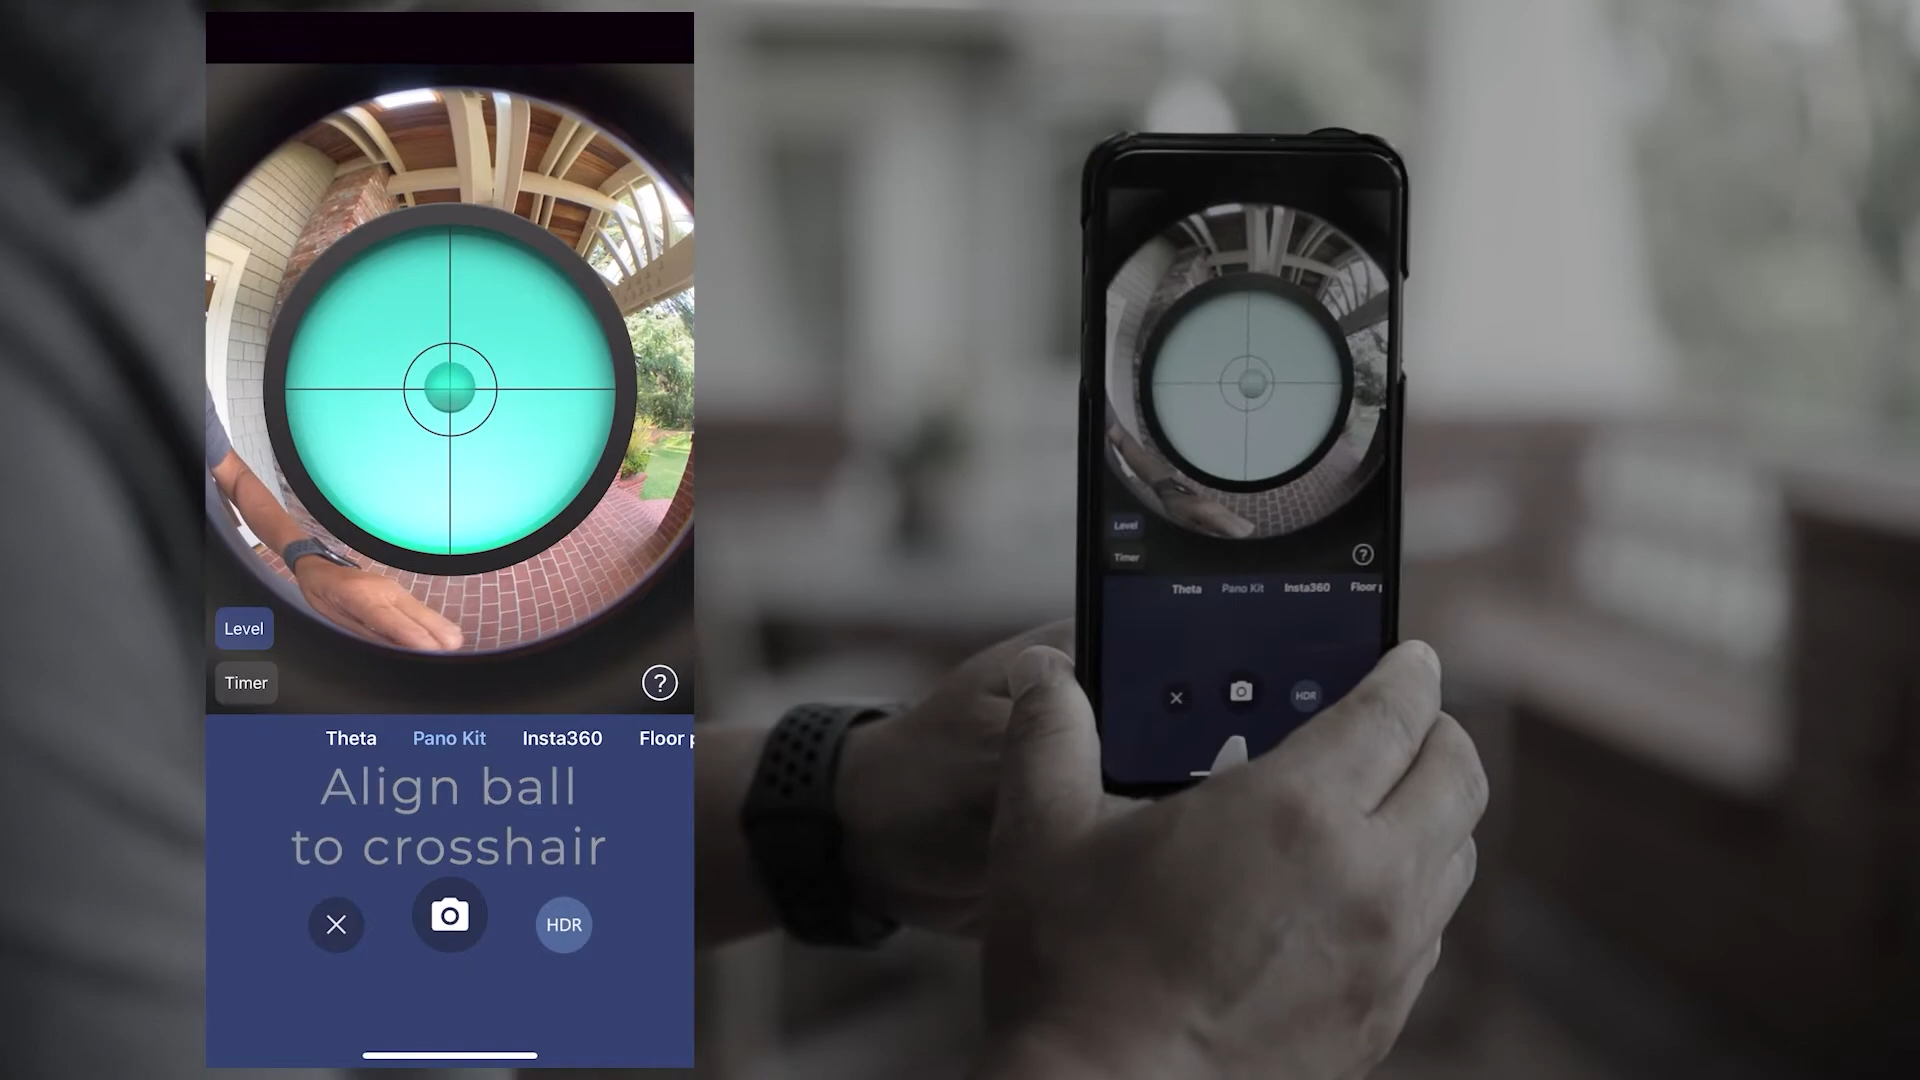 Level
Timer
?
Theta Pano Kit Insta360 Floor p
Align ball
to crosshair
HDR
Level
Timer
?
Theta Pano Kit Insta360 Floor p
HDR